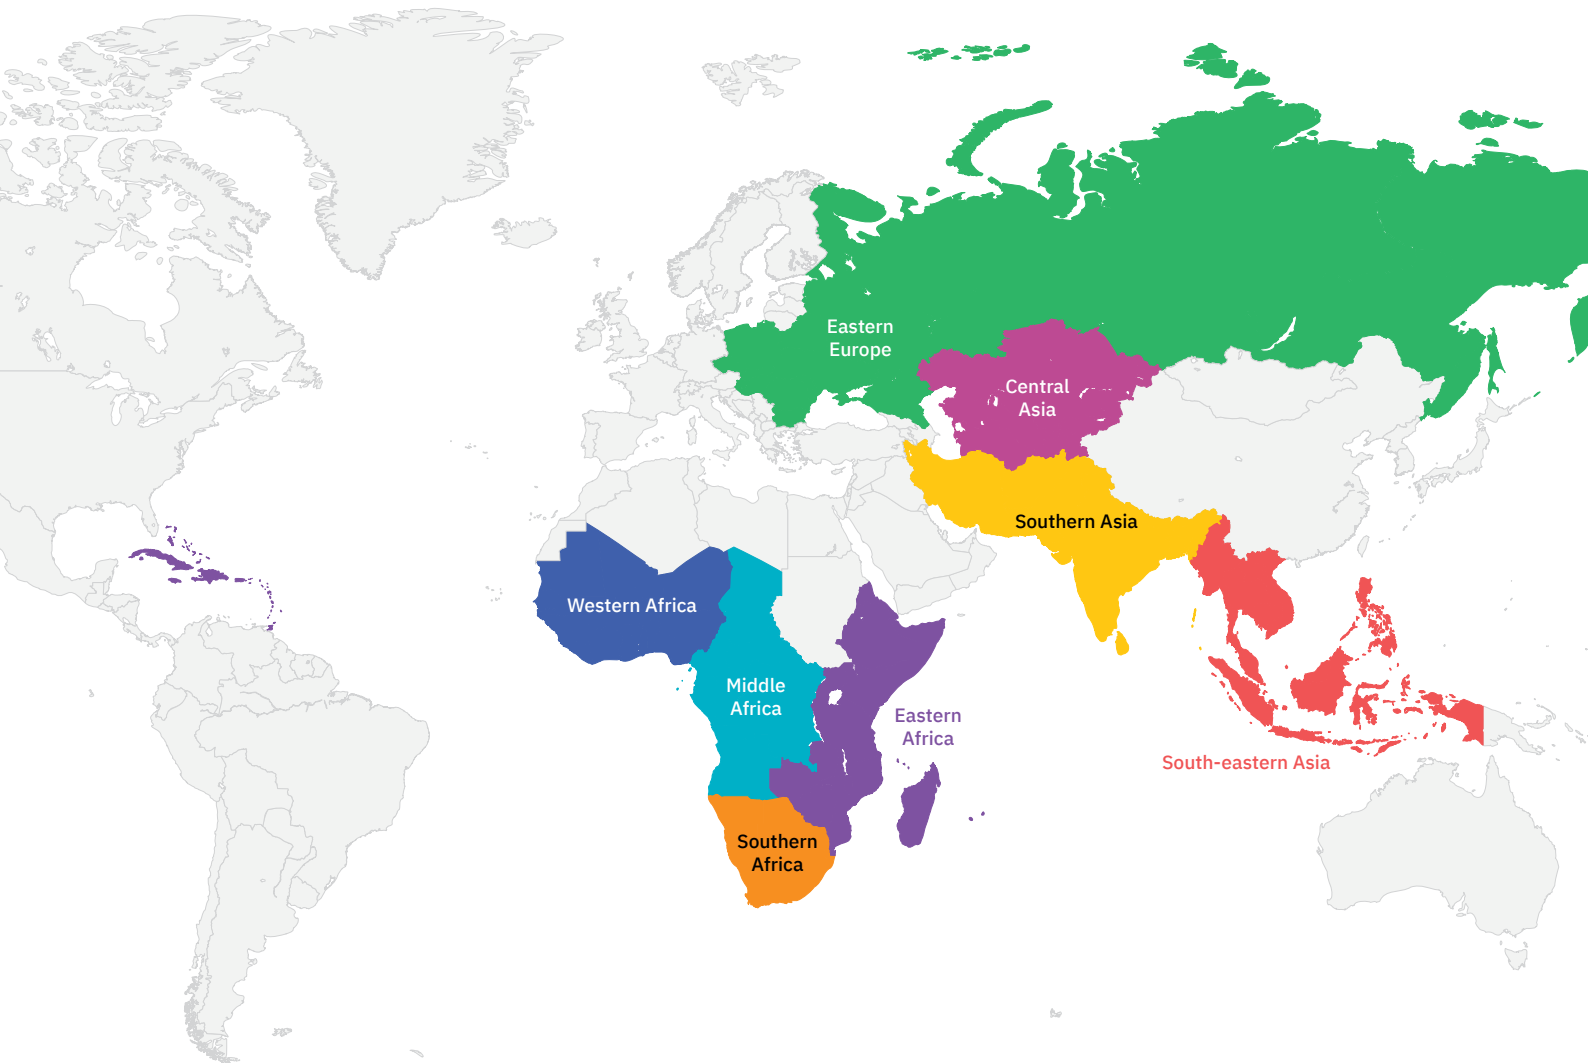 Eastern
Europe
Central
Asia
Southern Asia
Western Africa
Middle
Africa
Eastern
Africa
South-eastern Asia
Southern
Africa